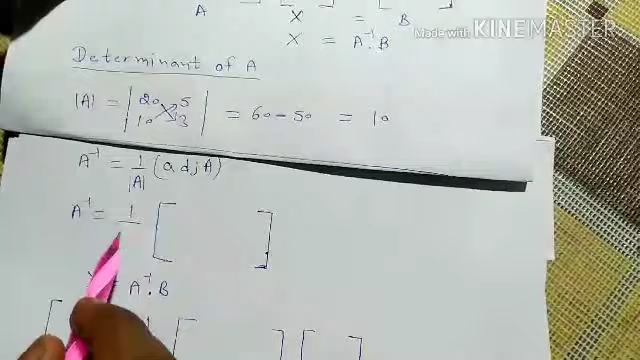 A X = B
Made with KINEMASTER
X = A⁻¹.B
Determinant of A
|A| = | 20 5 | = 60 - 50 = 10
| 10 3 |
A⁻¹ = 1/|A| (adj A)
A⁻¹ = 1/ [ ]
= A⁻¹.B
[ [ ] [ ]